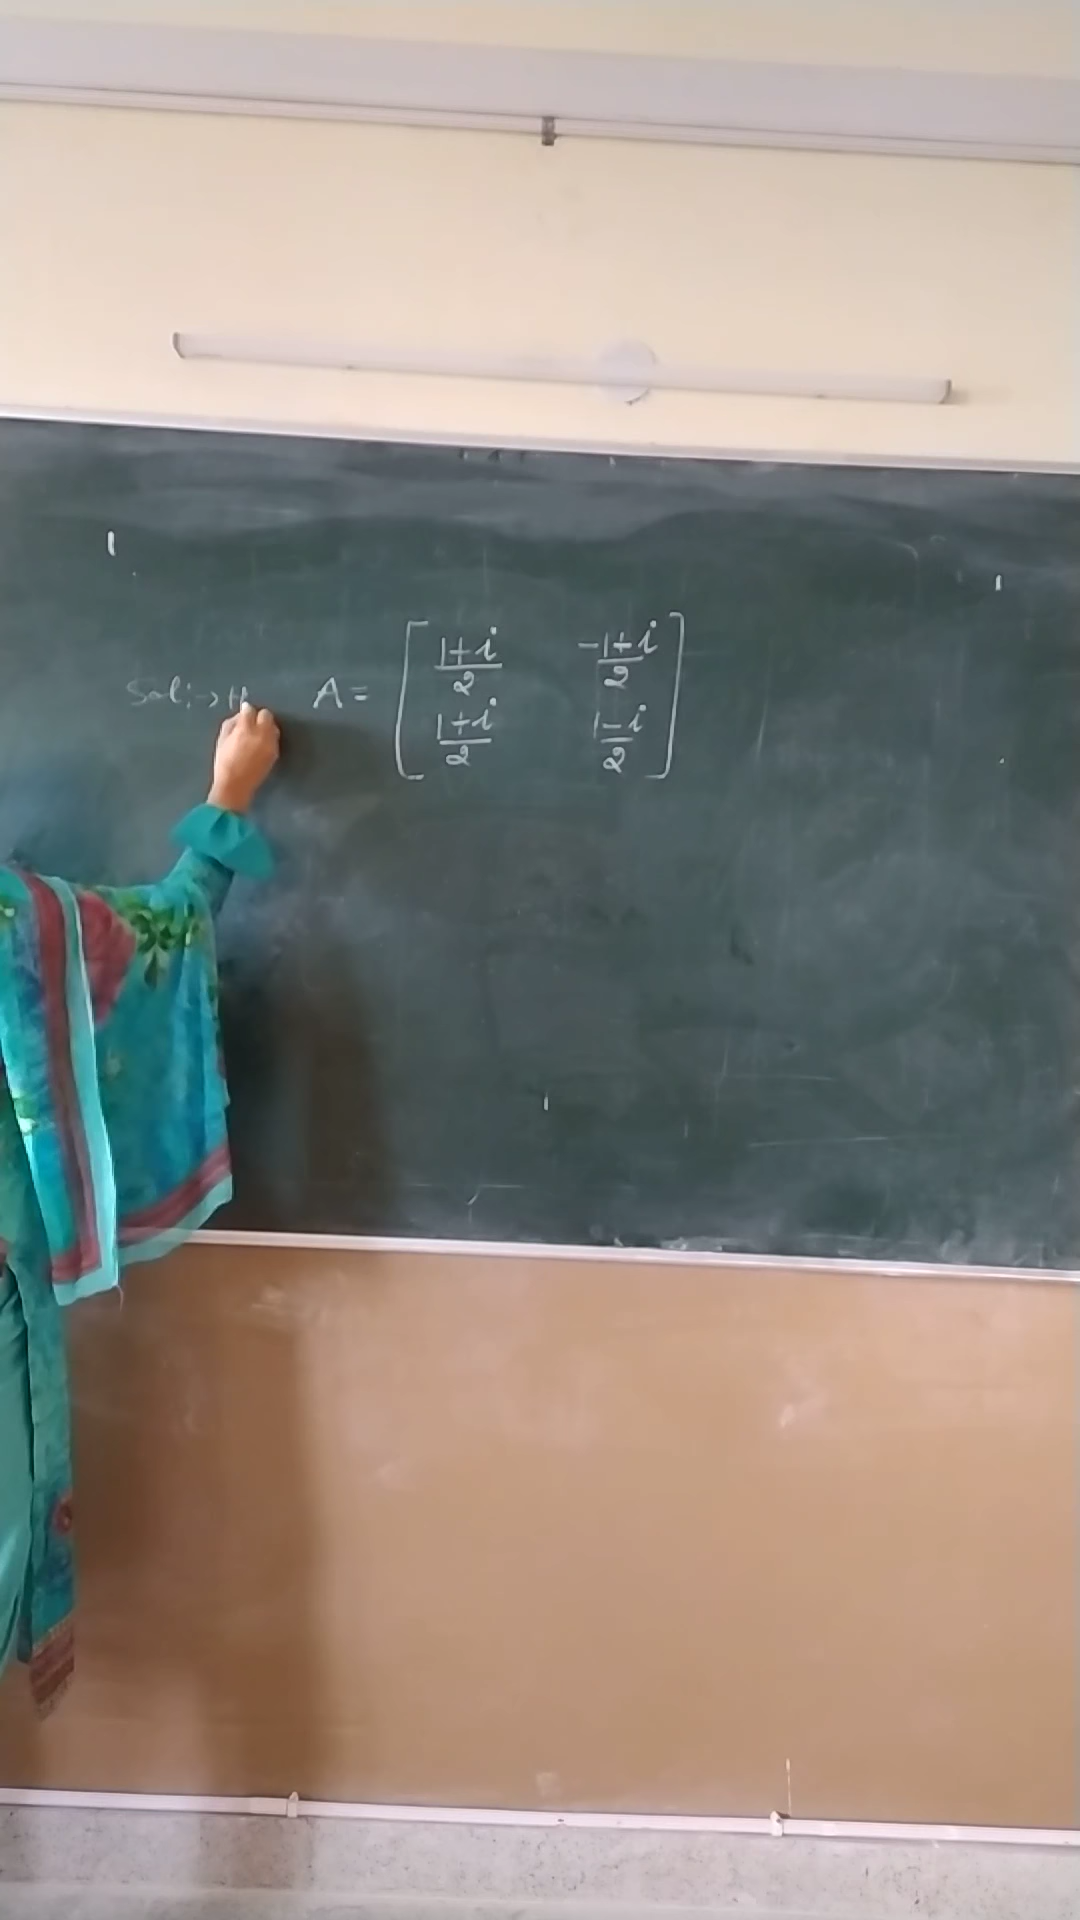 Sol:→ H A = [ (1+i)/2 (-1+i)/2
(1+i)/2 (1-i)/2 ]